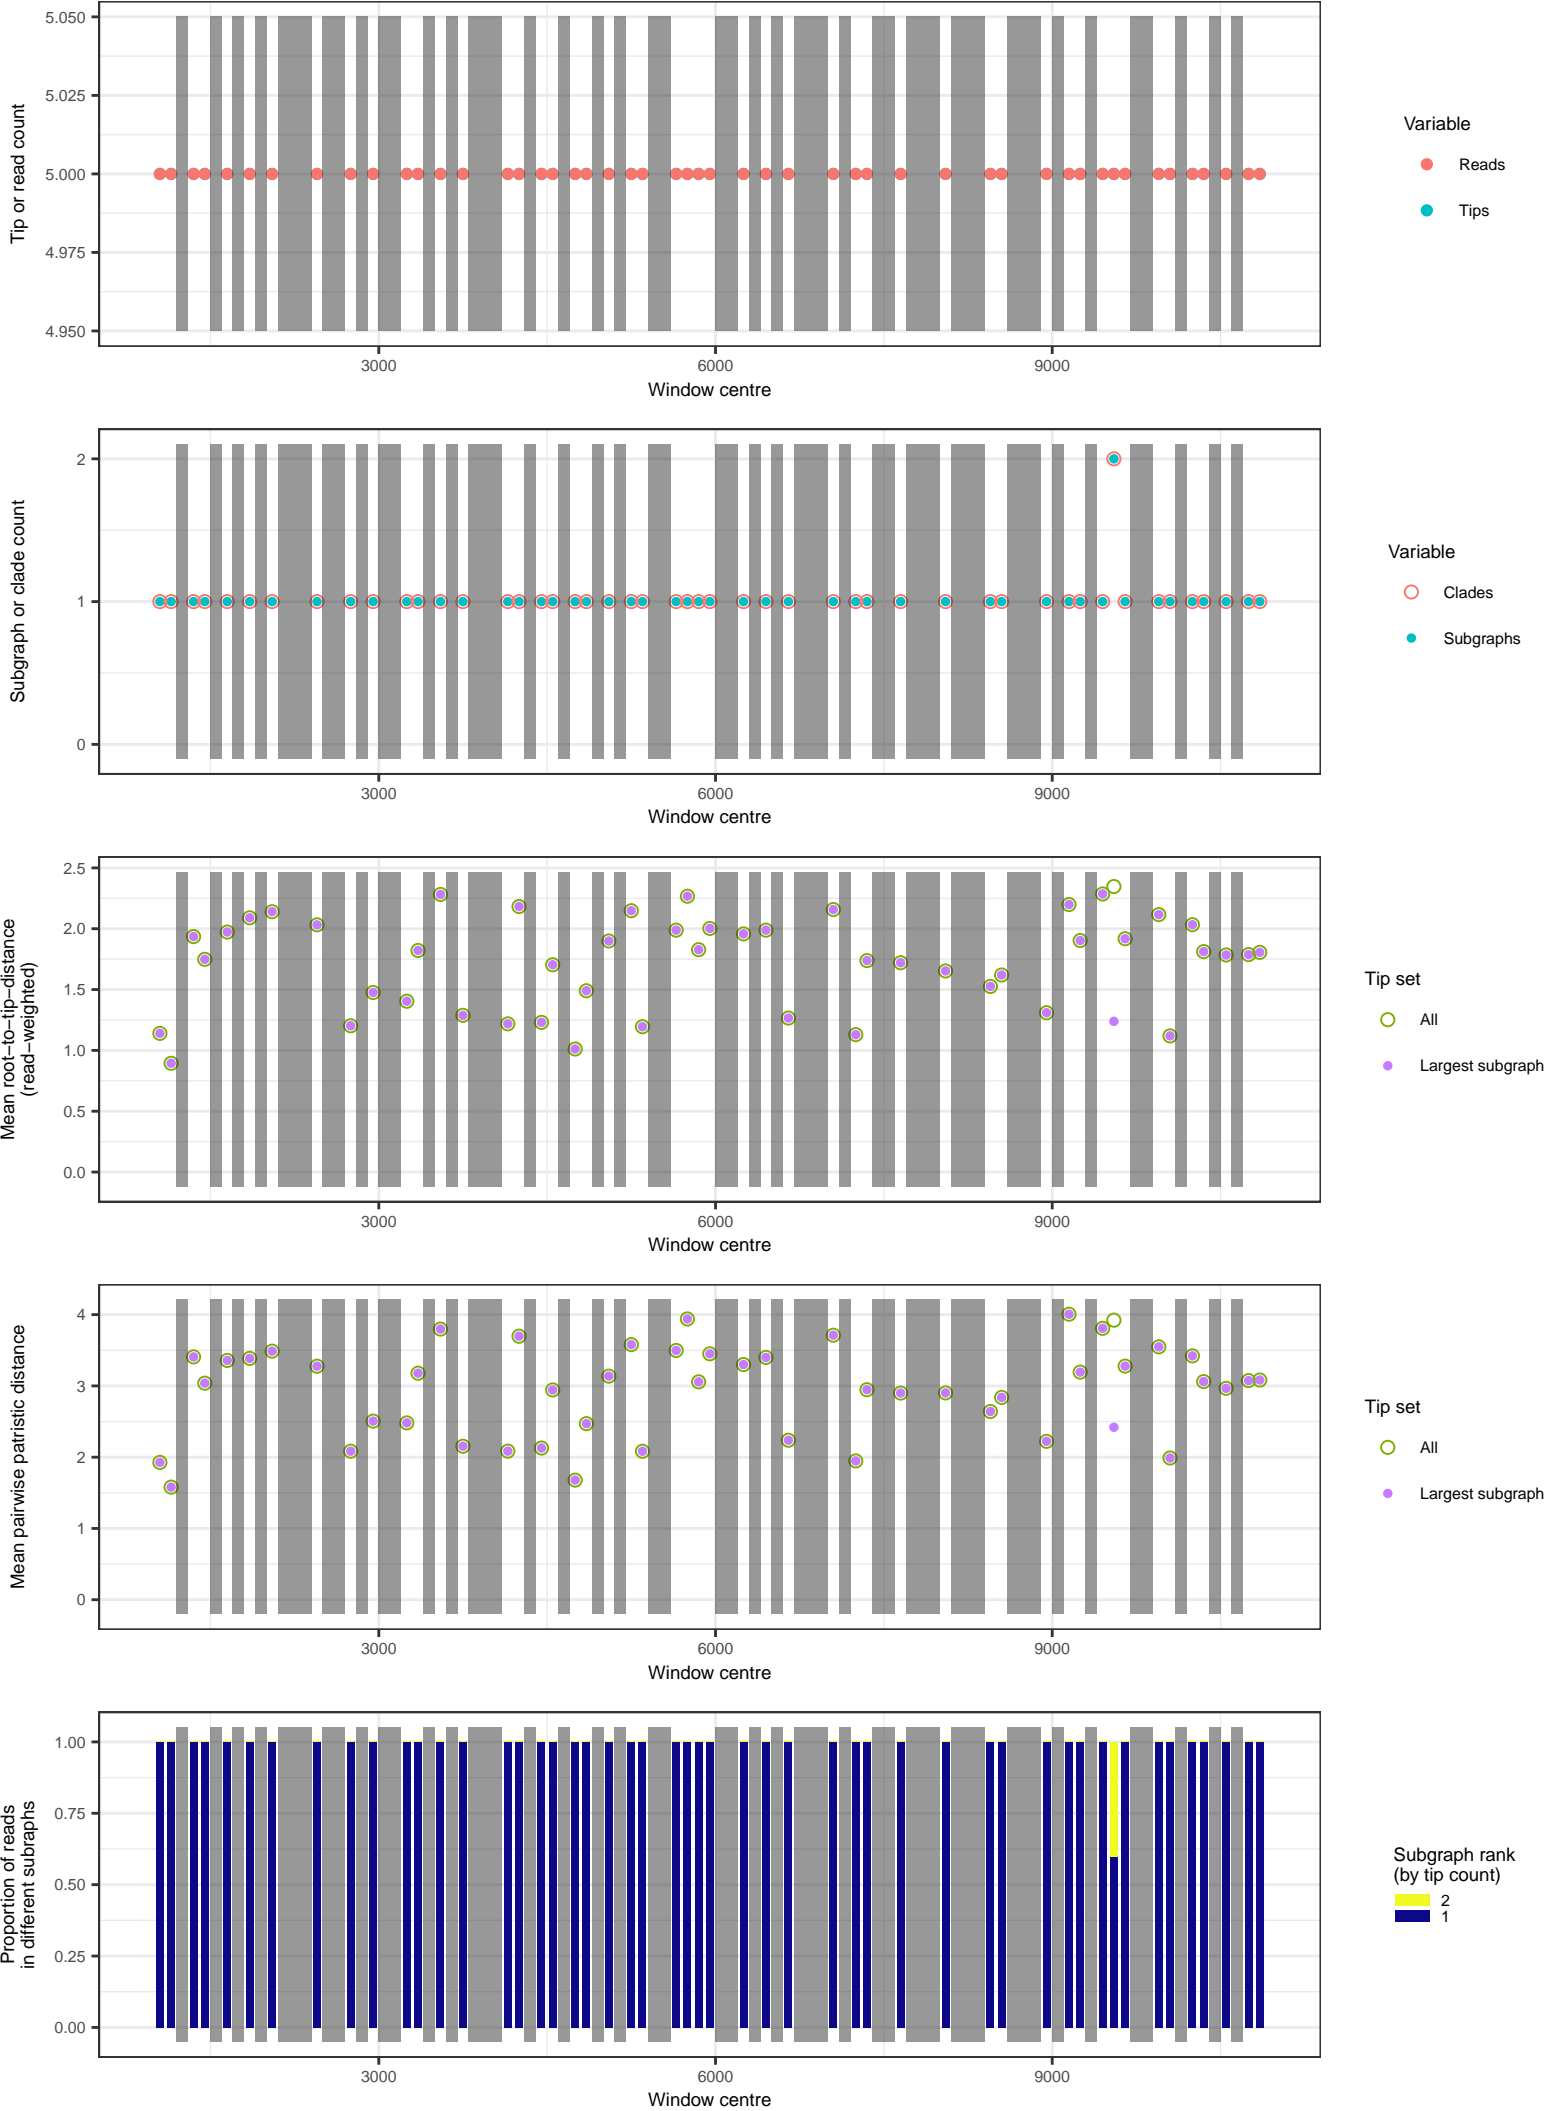 Tip or read count
5.050
5.025
5.000
4.975
4.950
3000
6000
9000
Window centre
Variable
Reads
Tips
Subgraph or clade count
2
1
0
3000
6000
9000
Window centre
Variable
Clades
Subgraphs
Mean root−to−tip−distance
(read−weighted)
2.5
2.0
1.5
1.0
0.5
0.0
3000
6000
9000
Window centre
Tip set
All
Largest subgraph
Mean pairwise patristic distance
4
3
2
1
0
3000
6000
9000
Window centre
Tip set
All
Largest subgraph
Proportion of reads
in different subraphs
1.00
0.75
0.50
0.25
0.00
3000
6000
9000
Window centre
Subgraph rank
(by tip count)
2
1